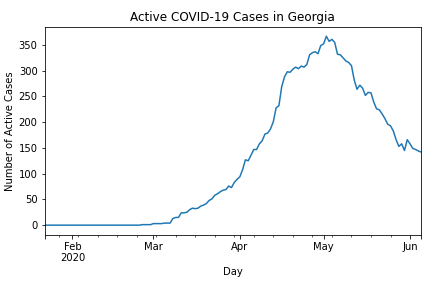 Active COVID-19 Cases in Georgia
Number of Active Cases
350
300
250
200
150
100
50
0
Feb
2020
Mar
Apr
May
Jun
Day